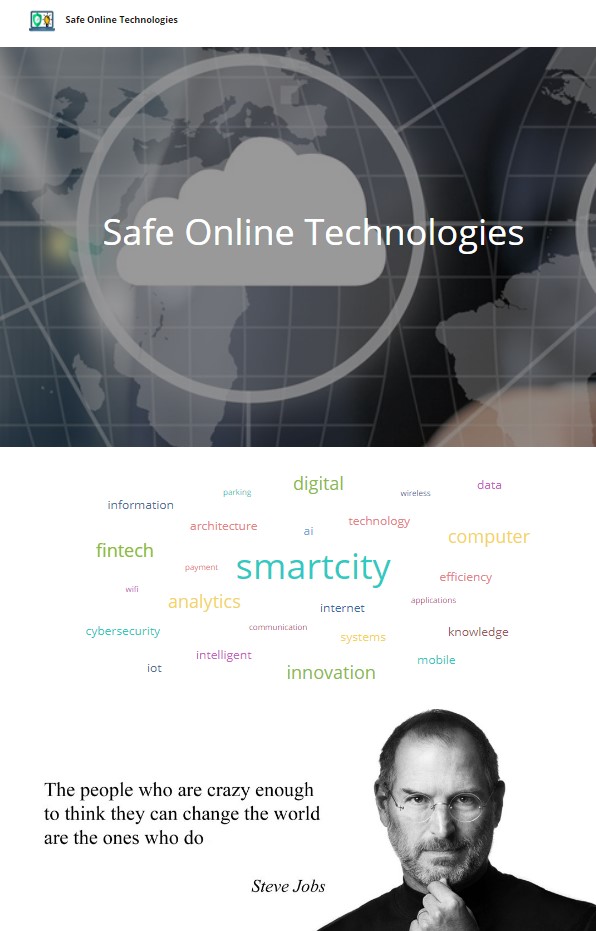 Safe Online Technologies
Safe Online Technologies
digital
data
parking
wireless
information
technology
architecture
ai
computer
fintech
smartcity
payment
efficiency
wifi
analytics
applications
internet
communication
cybersecurity
knowledge
systems
intelligent
mobile
iot
innovation
The people who are crazy enough
to think they can change the world
are the ones who do
Steve Jobs